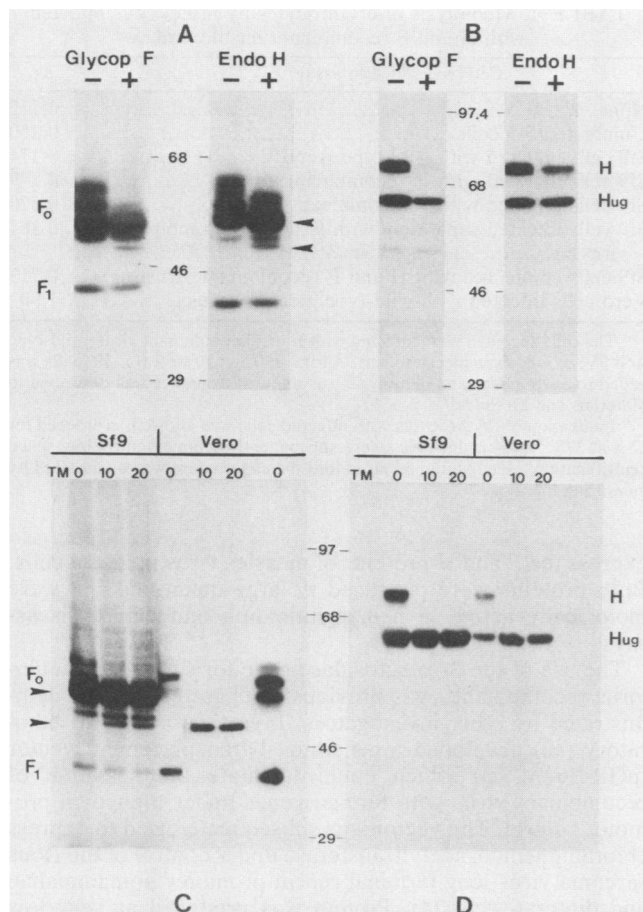 A
Glycop F Endo H
− + − +
68
Fo
46
F1
29
B
Glycop F Endo H
− + − +
97.4
H
68
Hug
46
29
Sf9 Vero
TM 0 10 20 0 10 20 0
Fo
F1
C
Sf9 Vero
TM 0 10 20 0 10 20
97
H
68
Hug
46
29
D